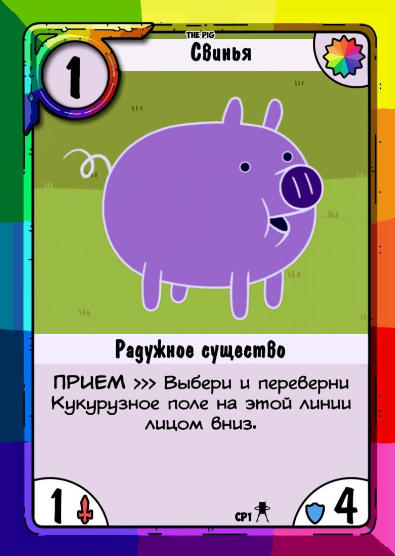 THE PIG
1
Свинья
Радужное существо
ПРИЕМ >>> Выбери и переверни
Кукурузное поле на этой линии
лицом вниз.
1
CP1
4